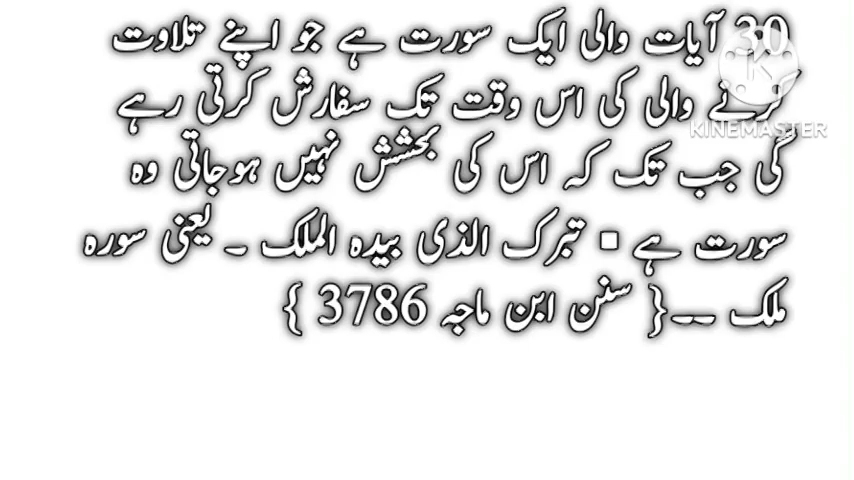 30 آیات والی ایک سورت ہے جو اپنے تلاوت
کرنے والی کی اس وقت تک سفارش کرتی رہے
گی جب تک کہ اس کی بخشش نہیں ہوجاتی وہ
سورت ہے ▪ تبرک الذی بیدہ الملک ۔ یعنی سورہ
ملک ۔۔{ سنن ابن ماجہ 3786 }
KINEMASTER